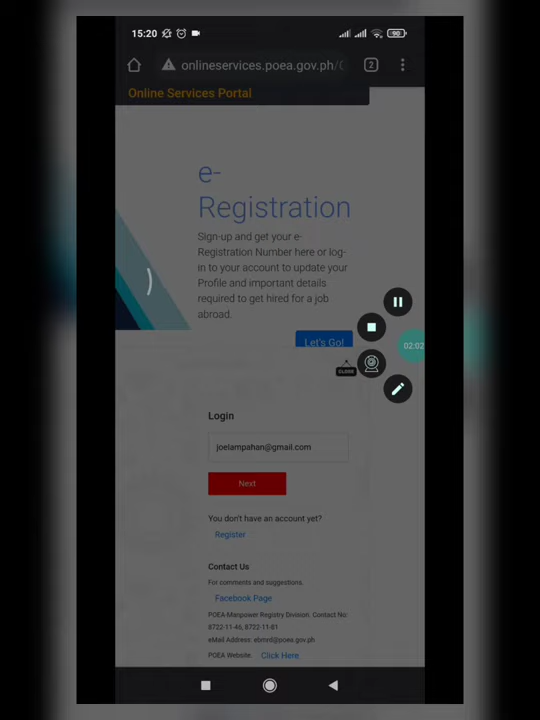 15:20
90
onlineservices.poea.gov.ph/
2
Online Services Portal
e-
Registration
Sign-up and get your e-
Registration Number here or log-
in to your account to update your
Profile and important details
required to get hired for a job
abroad.
Let's Go!
02:02
CLOSE
Login
joelampahan@gmail.com
Next
You don't have an account yet?
Register
Contact Us
For comments and suggestions.
Facebook Page
POEA-Manpower Registry Division. Contact No:
8722-11-46, 8722-11-81
eMail Address: ebmrd@poea.gov.ph
POEA Website: Click Here